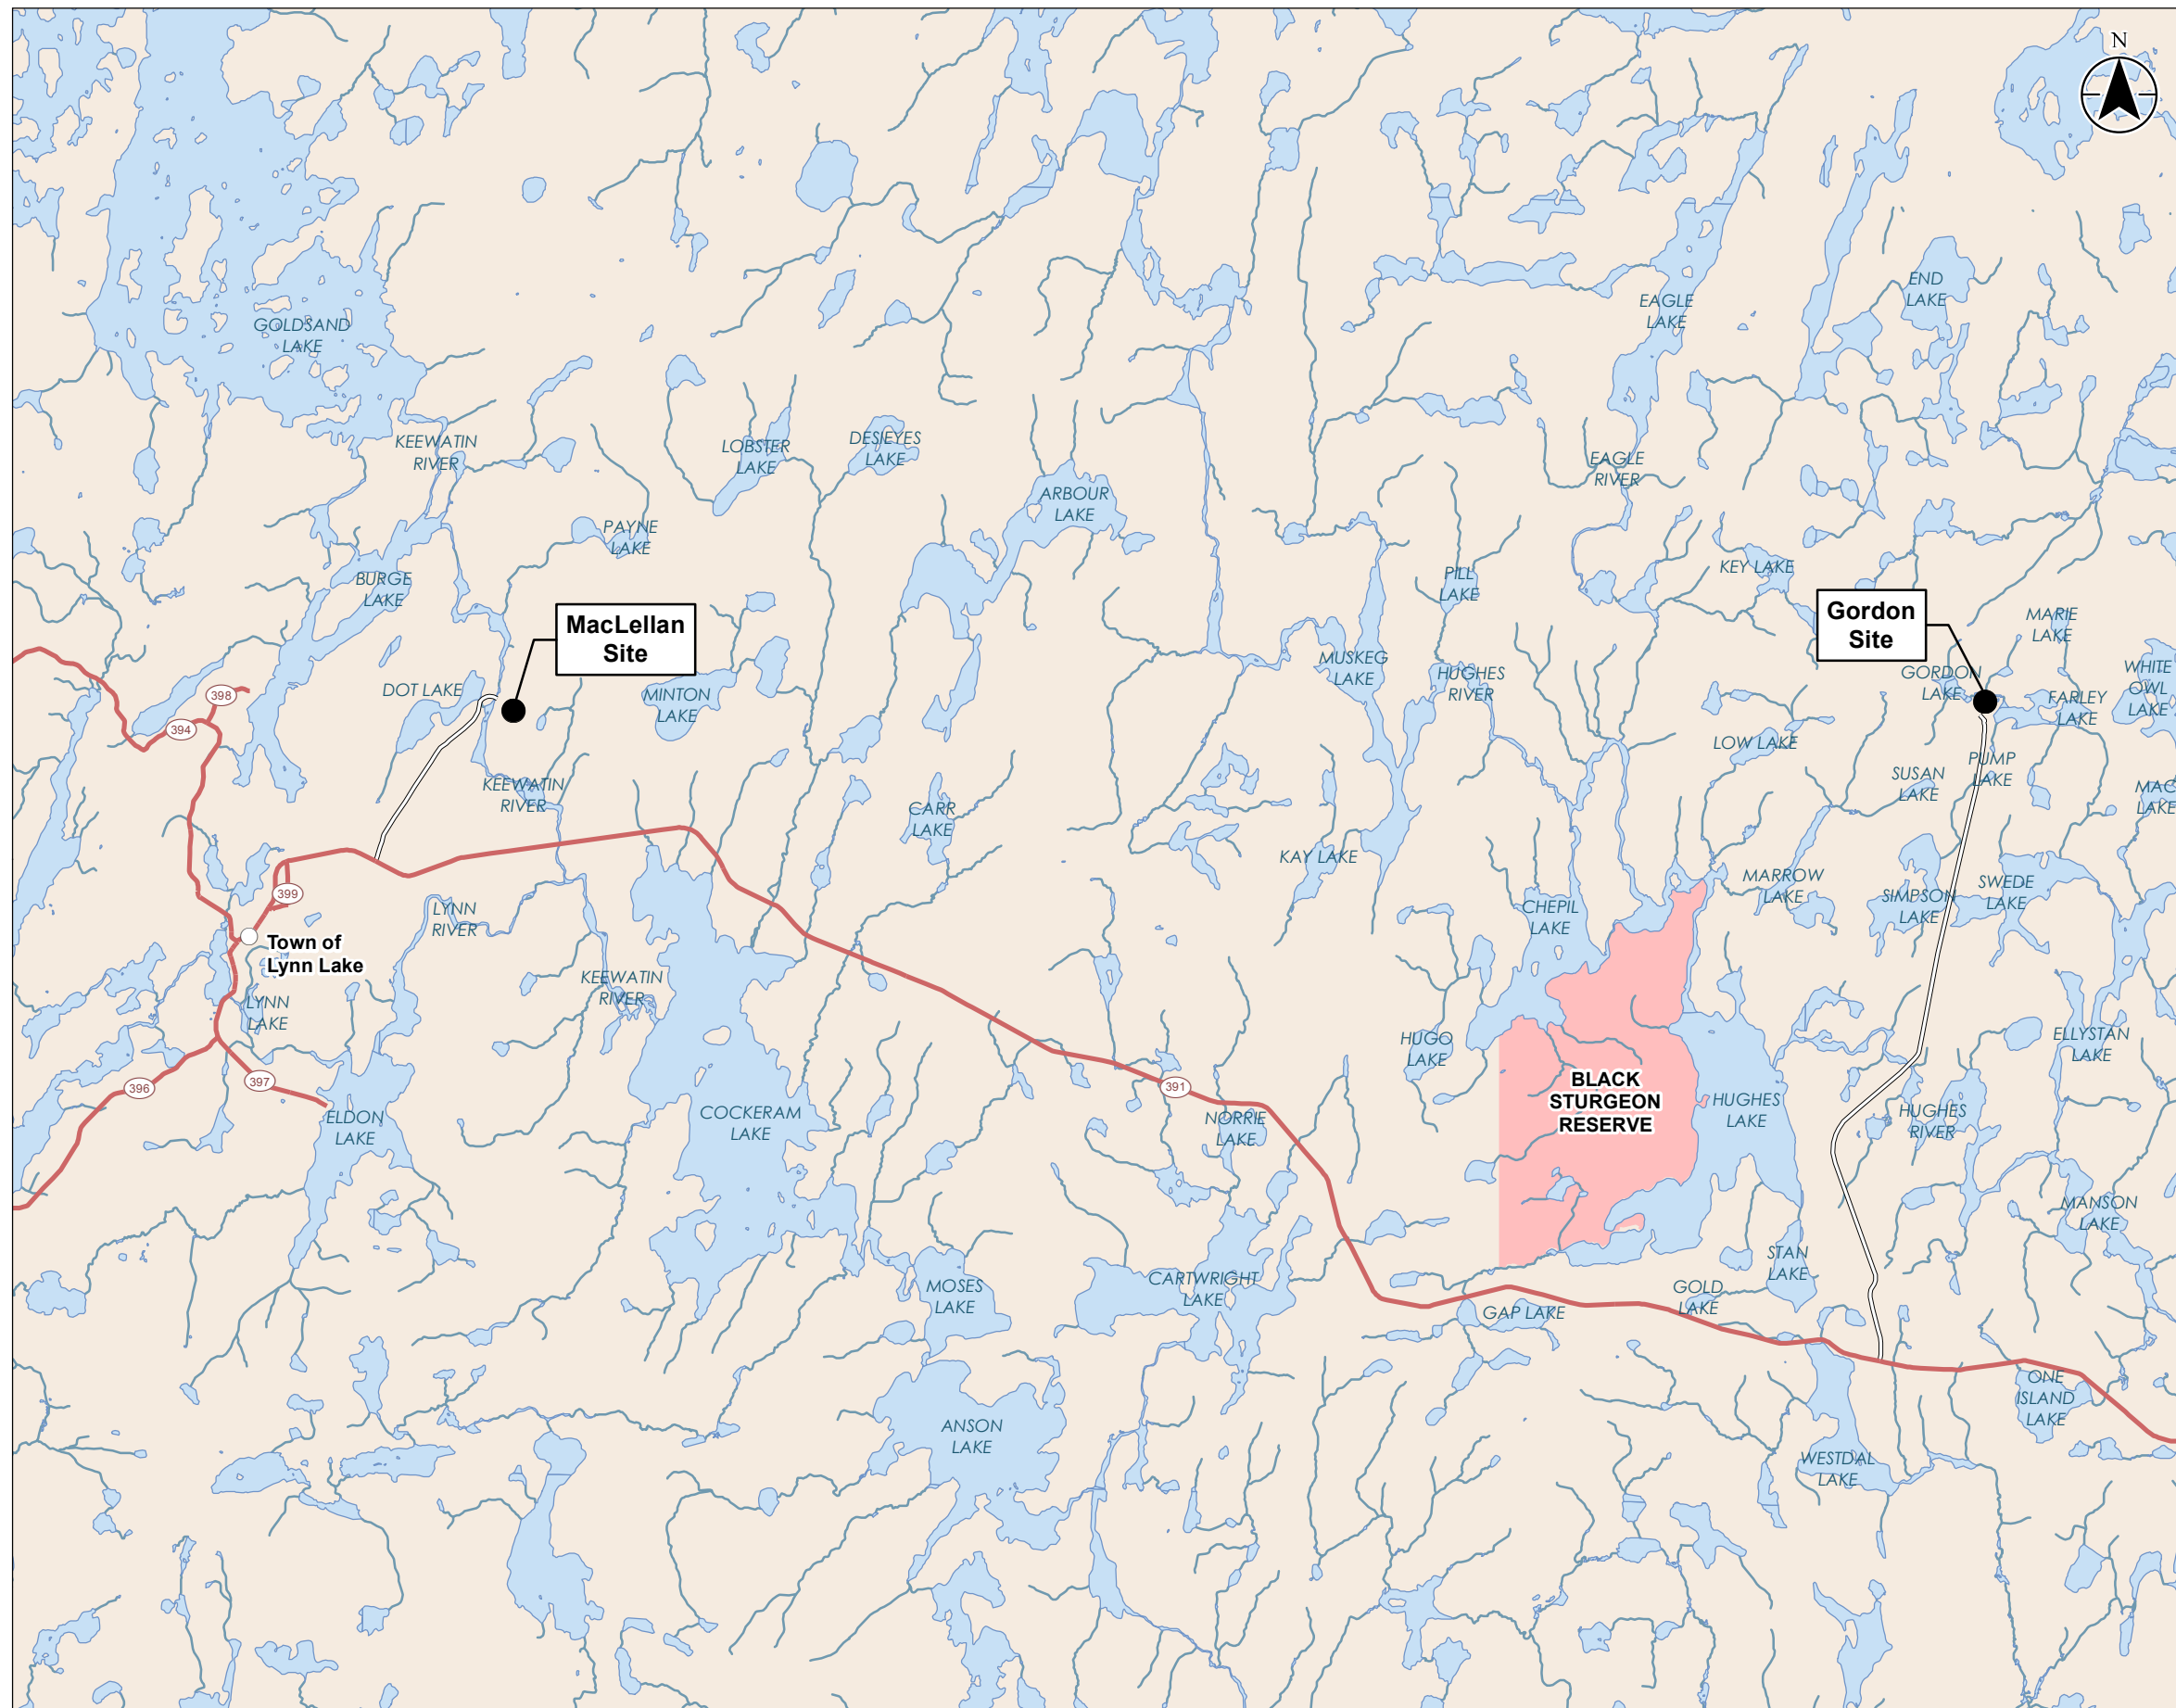 N
END
LAKE
EAGLE
LAKE
GOLDSAND
LAKE
KEEWATIN
RIVER
LOBSTER
LAKE
DESIEYES
LAKE
EAGLE
RIVER
ARBOUR
LAKE
PAYNE
LAKE
BURGE
LAKE
PILL
LAKE
KEY LAKE
MacLellan
Site
Gordon
Site
MARIE
LAKE
MUSKEG
LAKE
HUGHES
RIVER
GORDON
LAKE
WHITE
OWL
LAKE
FARLEY
LAKE
DOT LAKE
MINTON
LAKE
398
394
LOW LAKE
PUMP
LAKE
SUSAN
LAKE
KEEWATIN
RIVER
MAC
LAKE
CARR
LAKE
KAY LAKE
MARROW
LAKE
SIMPSON
LAKE
SWEDE
LAKE
399
LYNN
RIVER
CHEPIL
LAKE
Town of
Lynn Lake
KEEWATIN
RIVER
LYNN
LAKE
HUGO
LAKE
ELLYSTAN
LAKE
396
397
391
BLACK
STURGEON
RESERVE
HUGHES
LAKE
HUGHES
RIVER
ELDON
LAKE
COCKERAM
LAKE
NORRIE
LAKE
MANSON
LAKE
STAN
LAKE
MOSES
LAKE
CARTWRIGHT
LAKE
GOLD
LAKE
GAP LAKE
ONE
ISLAND
LAKE
ANSON
LAKE
WESTDAL
LAKE